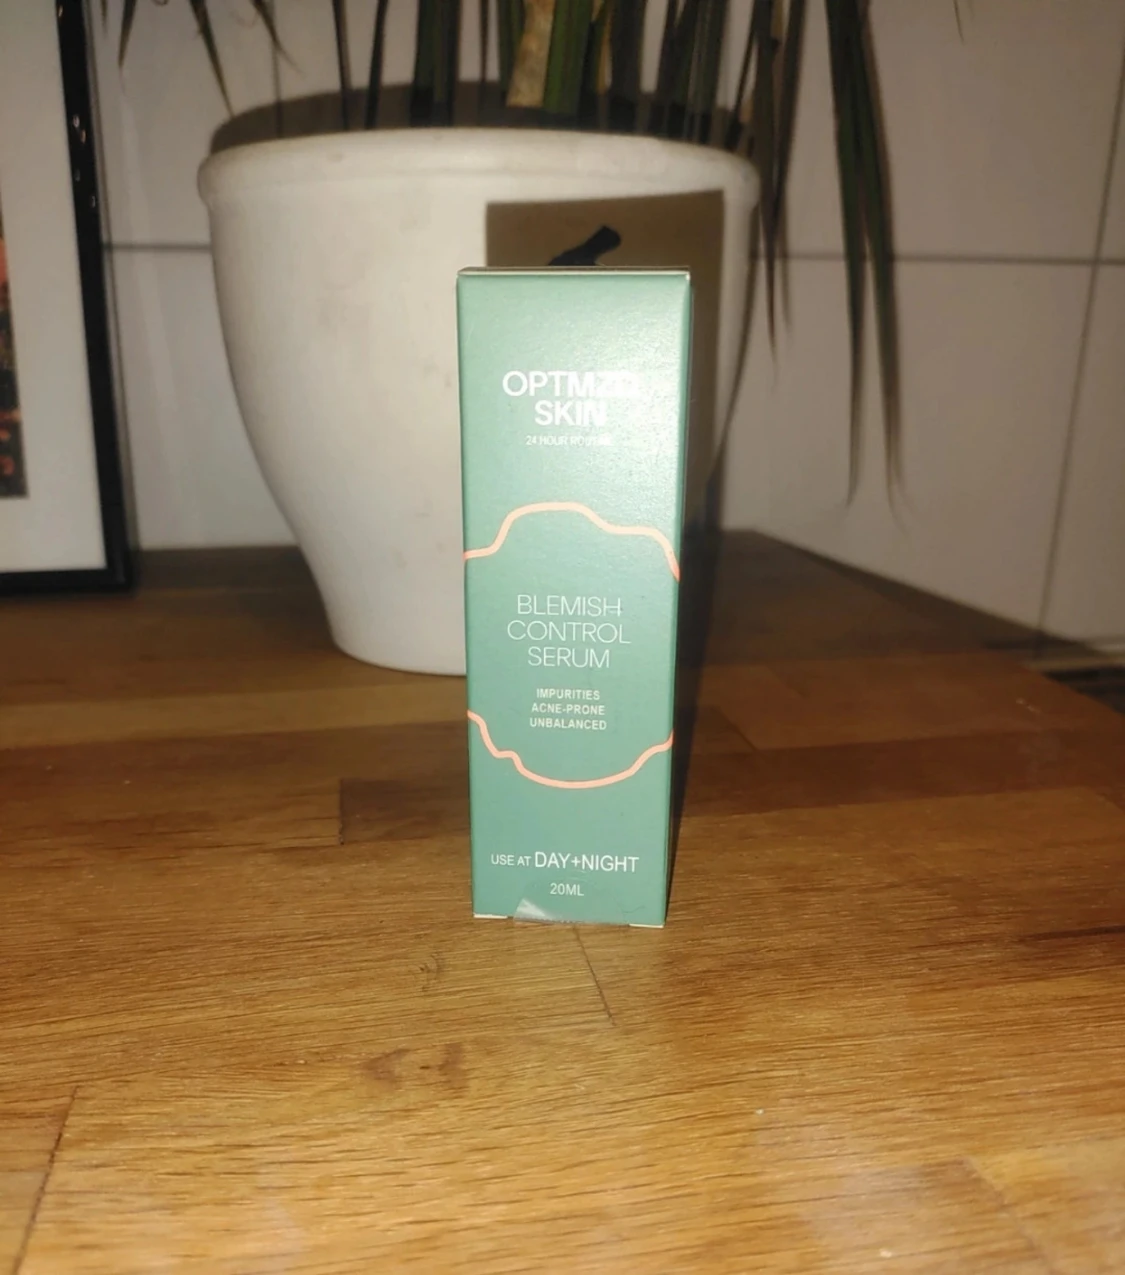 OPTMZD
SKIN
24 HOUR ROUTINE
BLEMISH
CONTROL
SERUM
IMPURITIES
ACNE-PRONE
UNBALANCED
USE AT DAY+NIGHT
20ML